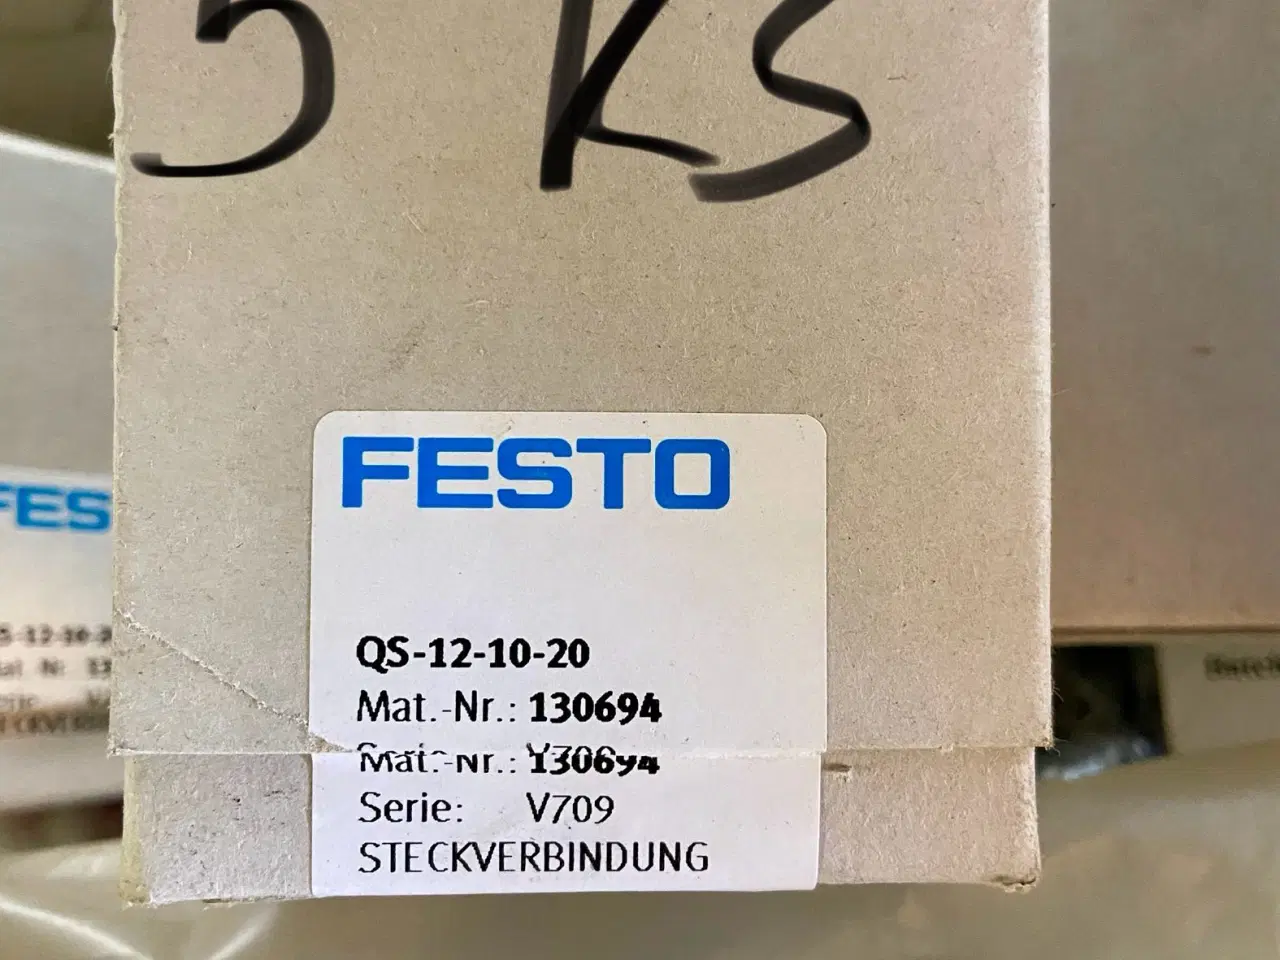 5 KS
FESTO
QS-12-10-20
Mat.-Nr.: 130694
Mat.-Nr.: 130694
Serie: V709
STECKVERBINDUNG
FES